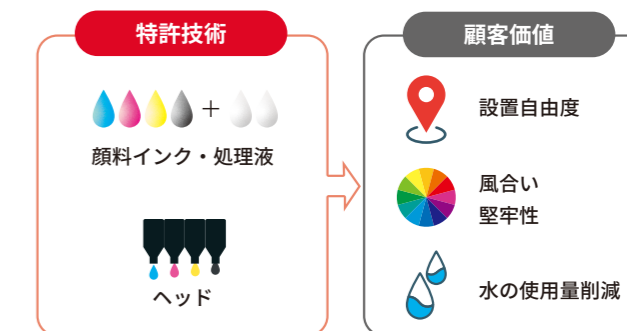 特許技術
+
顔料インク・処理液
ヘッド
顧客価値
設置自由度
風合い
堅牢性
水の使用量削減